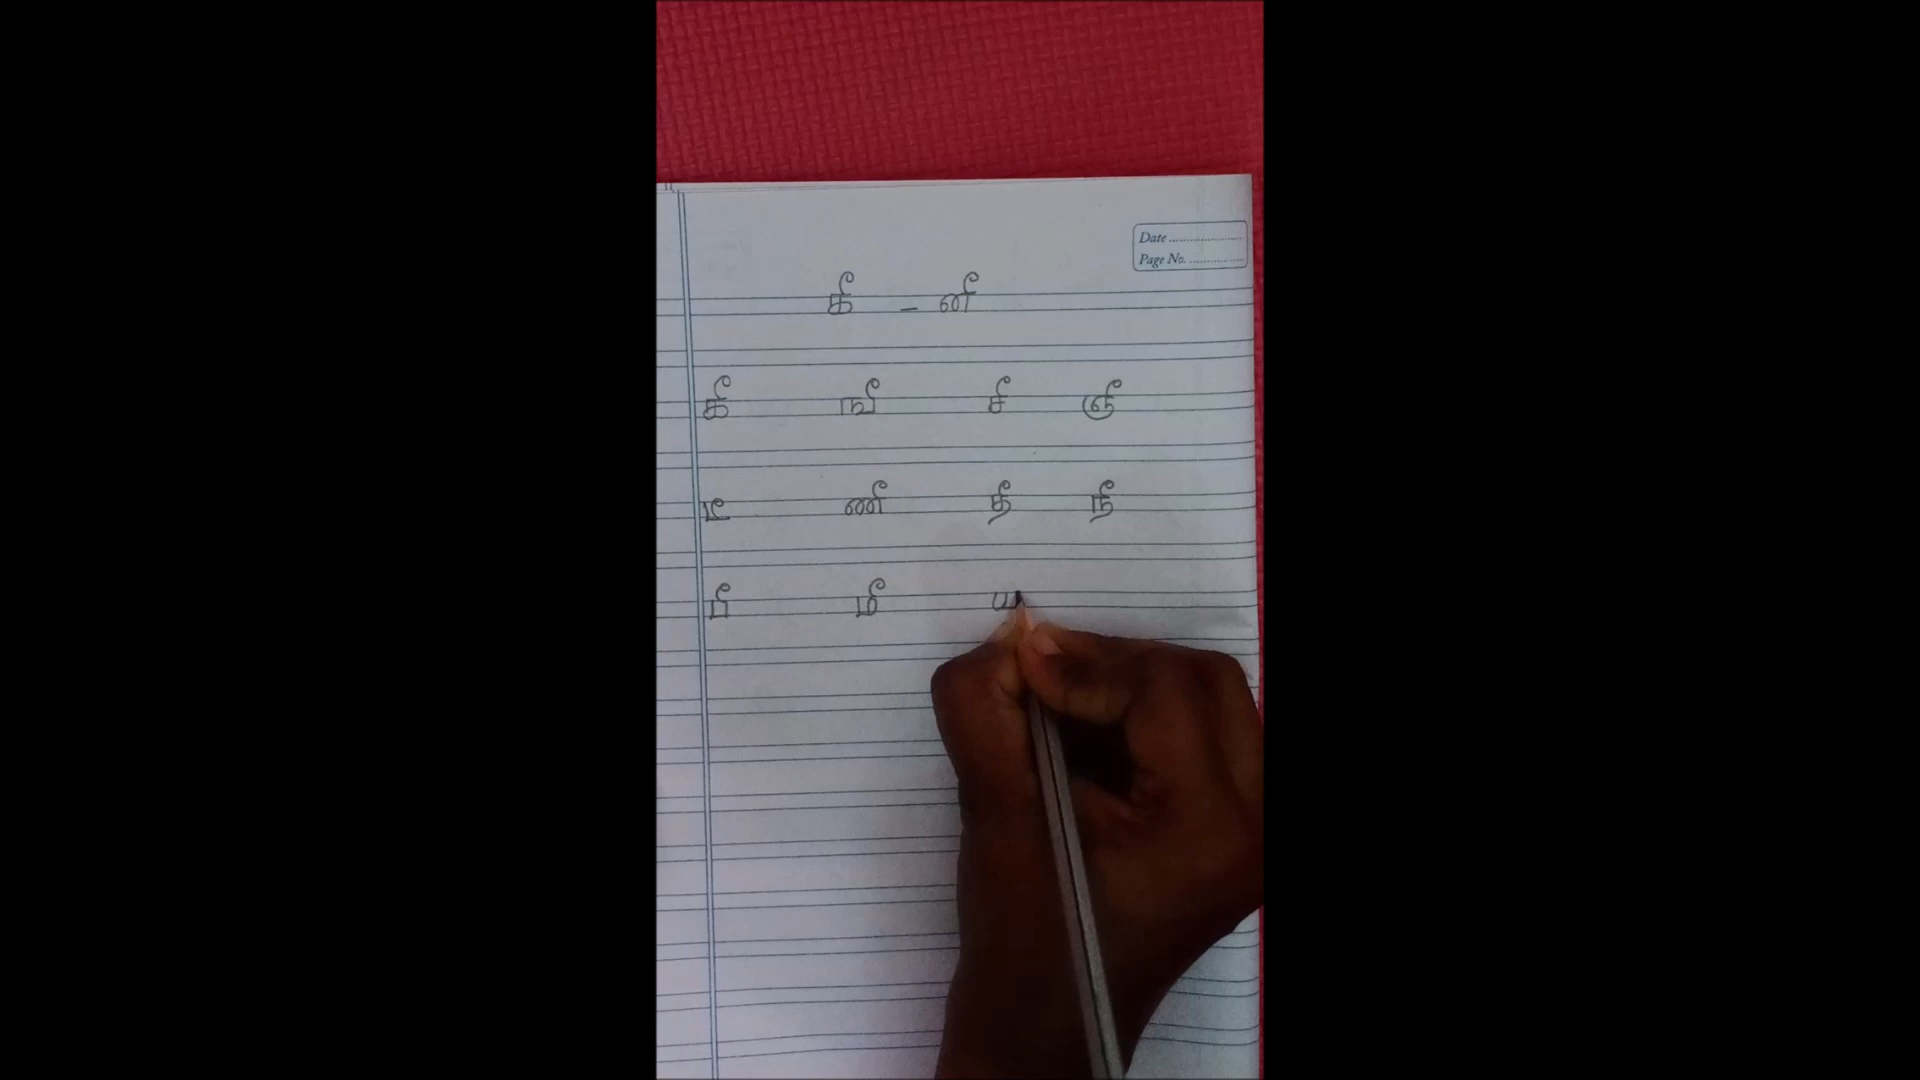 Date ....................
Page No. ...............
கீ - னீ
கீ ஙீ சீ ஞீ
டீ ணீ தீ நீ
பீ மீ ய